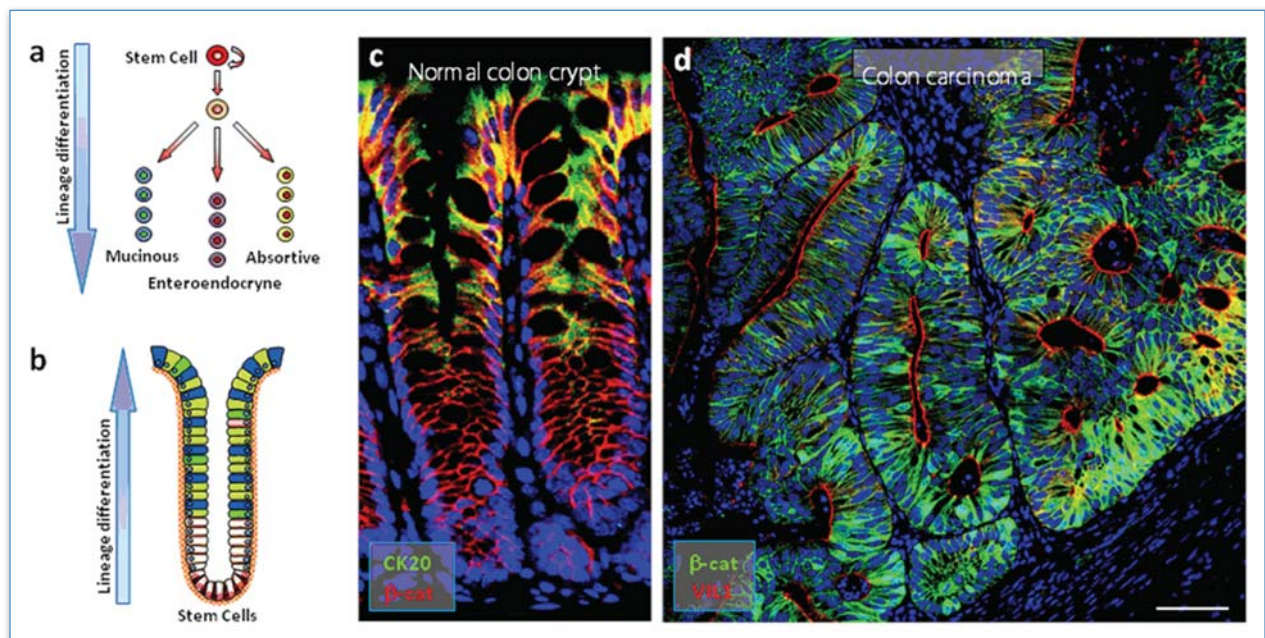 a
Lineage differentiation
Stem Cell
Mucinous
Absortive
Enteroendocryne
b
Lineage differentiation
Stem Cells
c
Normal colon crypt
CK20
β-cat
d
Colon carcinoma
β-cat
VIL1